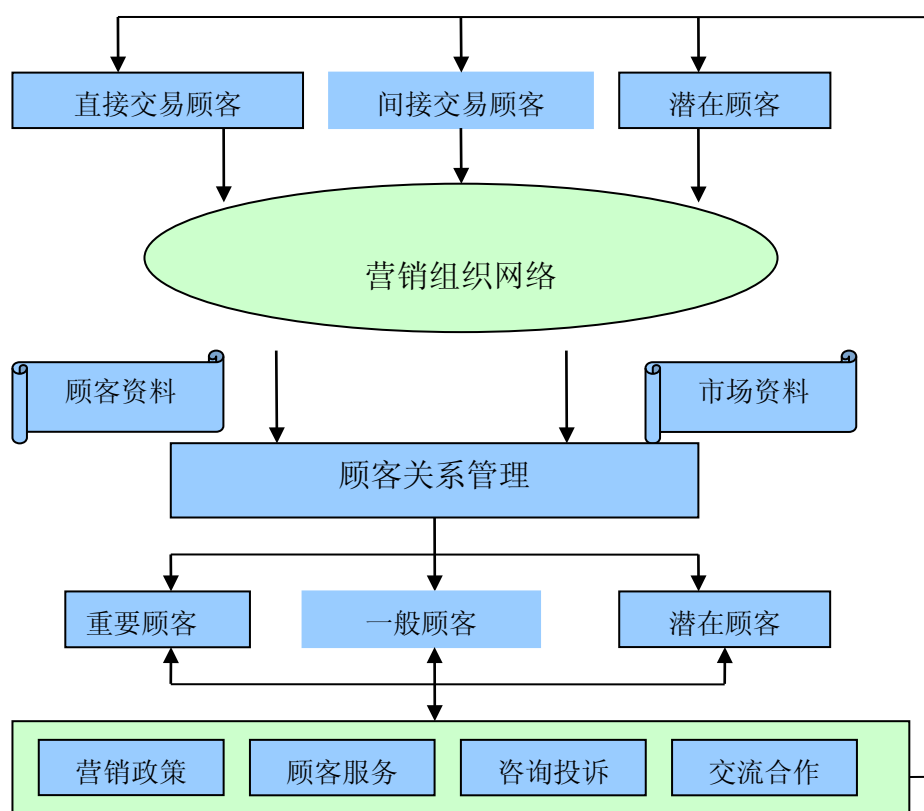 直接交易顾客
间接交易顾客
潜在顾客
营销组织网络
顾客资料
市场资料
顾客关系管理
重要顾客
一般顾客
潜在顾客
营销政策
顾客服务
咨询投诉
交流合作